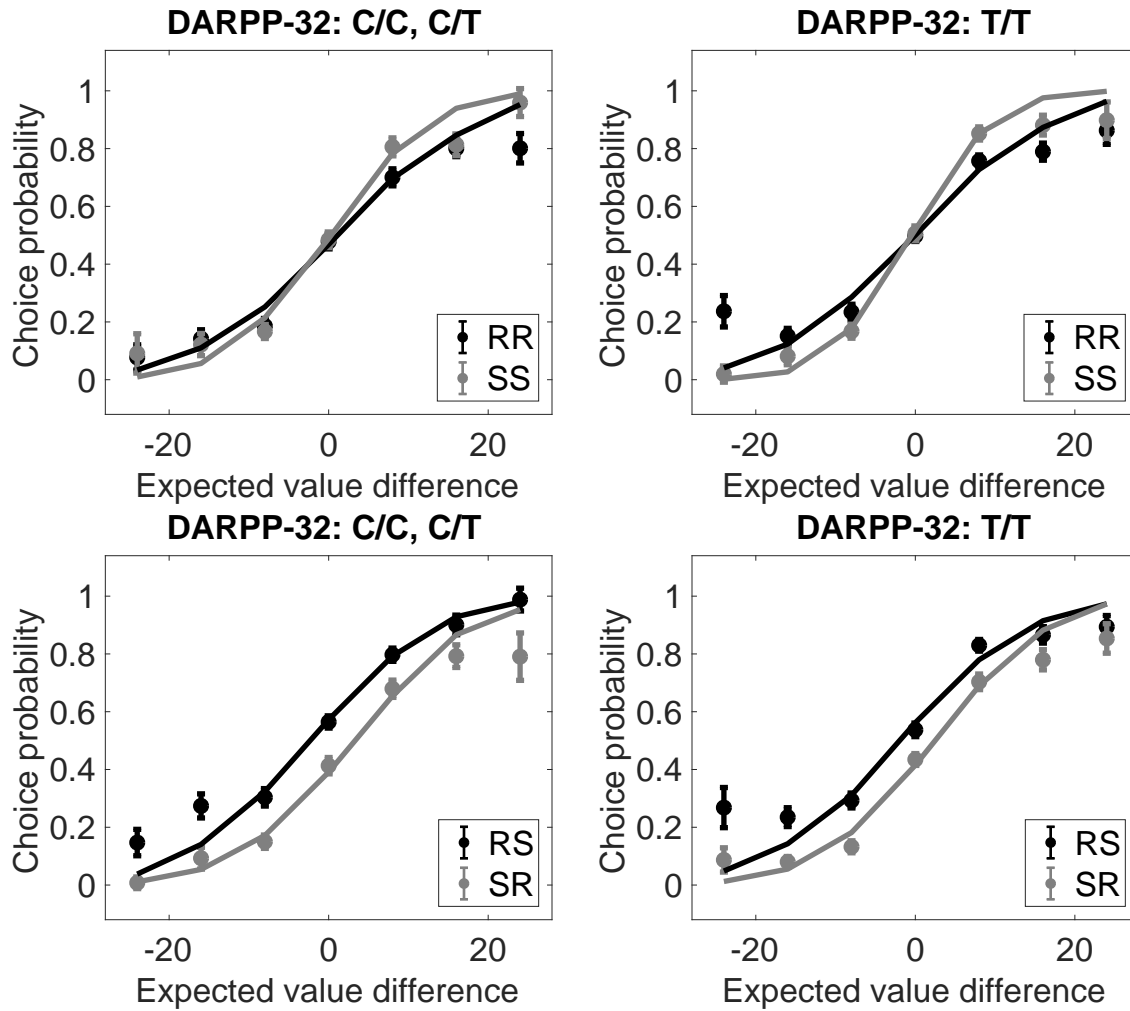 DARPP-32: C/C, C/T
Choice probability
1
0.8
0.6
0.4
0.2
0
-20
0
20
Expected value difference
RR
SS
DARPP-32: T/T
Choice probability
1
0.8
0.6
0.4
0.2
0
-20
0
20
Expected value difference
RR
SS
DARPP-32: C/C, C/T
Choice probability
1
0.8
0.6
0.4
0.2
0
-20
0
20
Expected value difference
RS
SR
DARPP-32: T/T
Choice probability
1
0.8
0.6
0.4
0.2
0
-20
0
20
Expected value difference
RS
SR